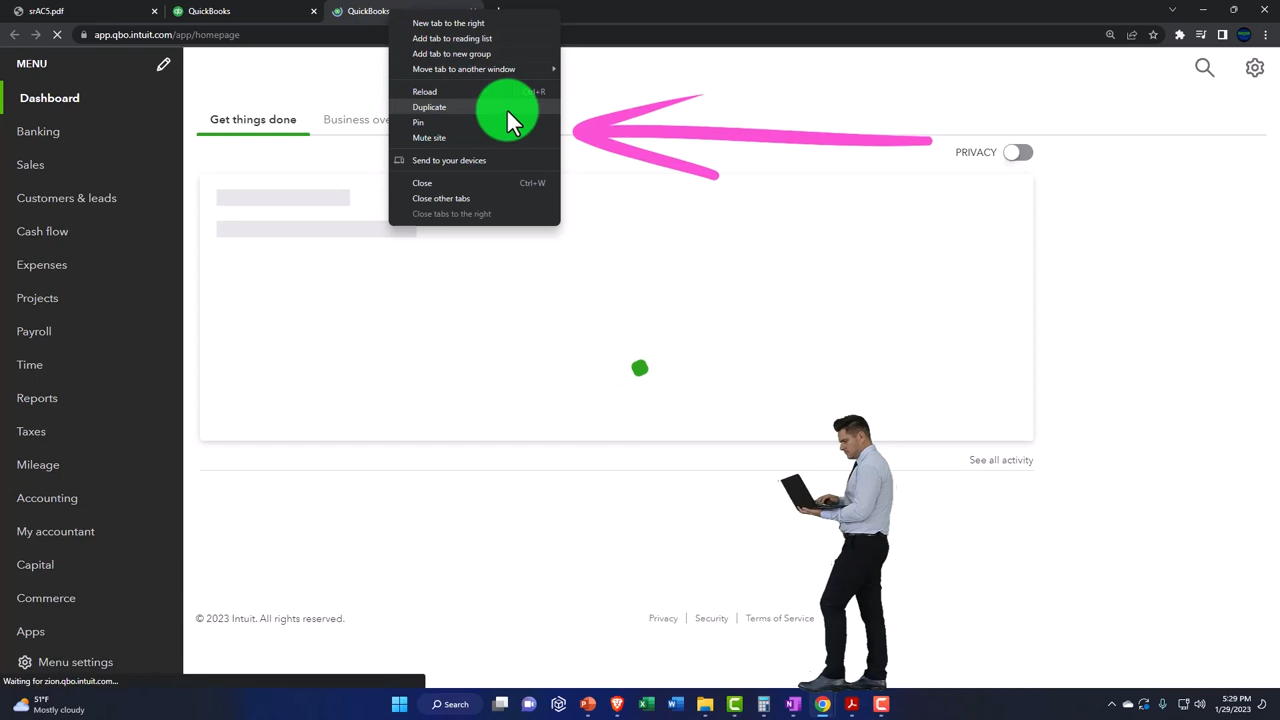 srACS.pdf
QuickBooks
QuickBooks
app.qbo.intuit.com/app/homepage
New tab to the right
Add tab to reading list
Add tab to new group
Move tab to another window
Reload Ctrl+R
Duplicate
Pin
Mute site
Send to your devices
Close Ctrl+W
Close other tabs
Close tabs to the right
MENU
Dashboard
Banking
Sales
Customers & leads
Cash flow
Expenses
Projects
Payroll
Time
Reports
Taxes
Mileage
Accounting
My accountant
Capital
Commerce
Apps
Menu settings
Get things done
Business ove
PRIVACY
See all activity
© 2023 Intuit. All rights reserved.
Privacy
Security
Terms of Service
Waiting for zion.qbo.intuit.com...
51°F
Mostly cloudy
Search
5:29 PM
1/29/2023